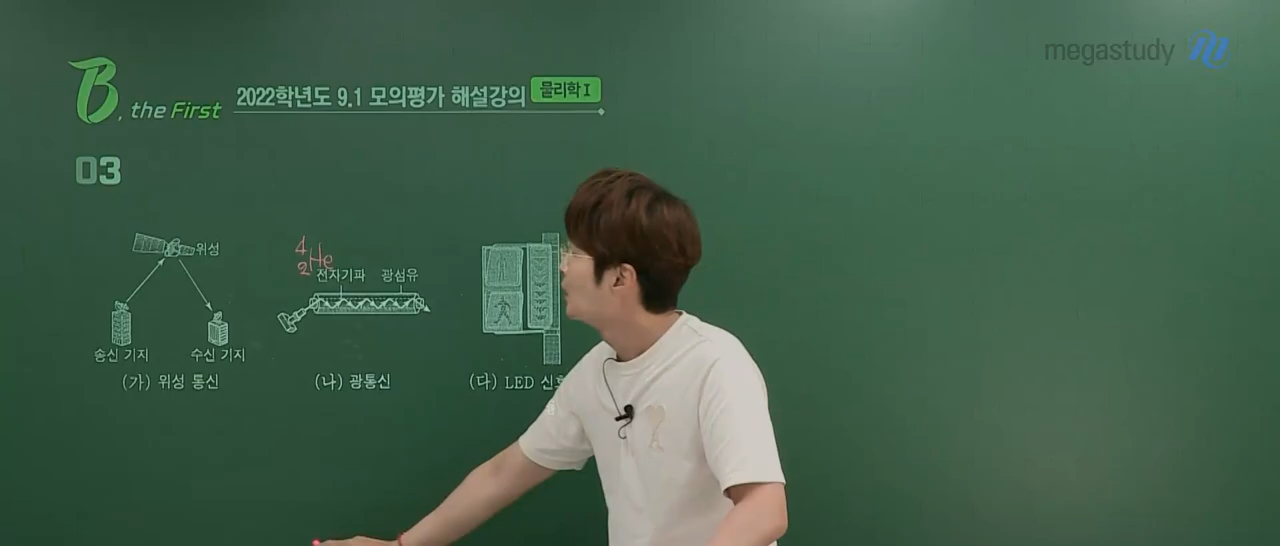 megastudy
B, the First 2022학년도 9.1 모의평가 해설강의 물리학 I
03
4
2He
위성
전자기파 광섬유
송신 기지 수신 기지
(가) 위성 통신 (나) 광통신 (다) LED